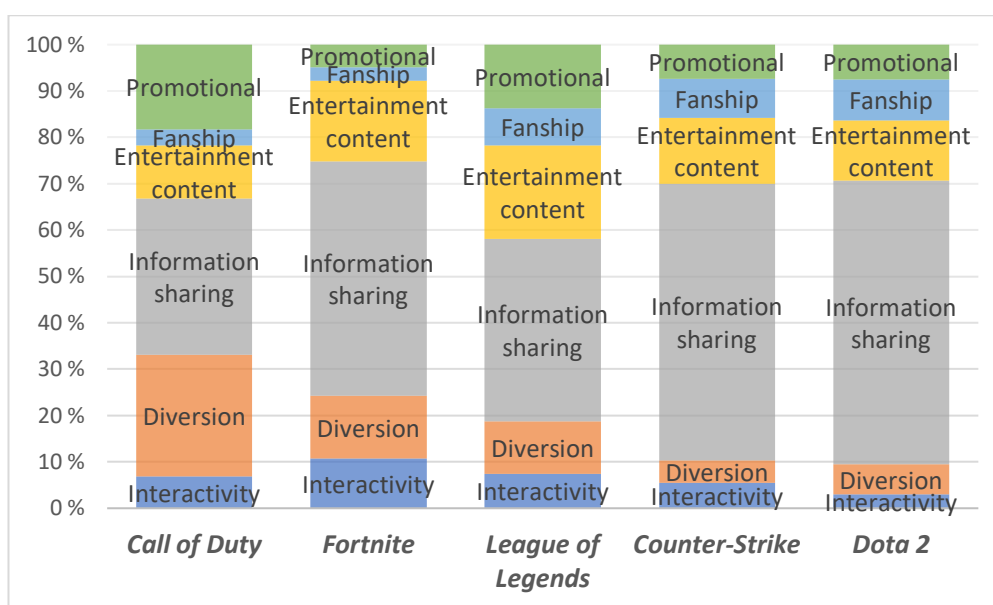 100 %
90 %
80 %
70 %
60 %
50 %
40 %
30 %
20 %
10 %
0 %
Promotional
Fanship
Entertainment
content
Information
sharing
Diversion
Interactivity
Promotional
Fanship
Entertainment
content
Information
sharing
Diversion
Interactivity
Promotional
Fanship
Entertainment
content
Information
sharing
Diversion
Interactivity
Promotional
Fanship
Entertainment
content
Information
sharing
Diversion
Interactivity
Promotional
Fanship
Entertainment
content
Information
sharing
Diversion
Interactivity
Call of Duty
Fortnite
League of
Legends
Counter-Strike
Dota 2